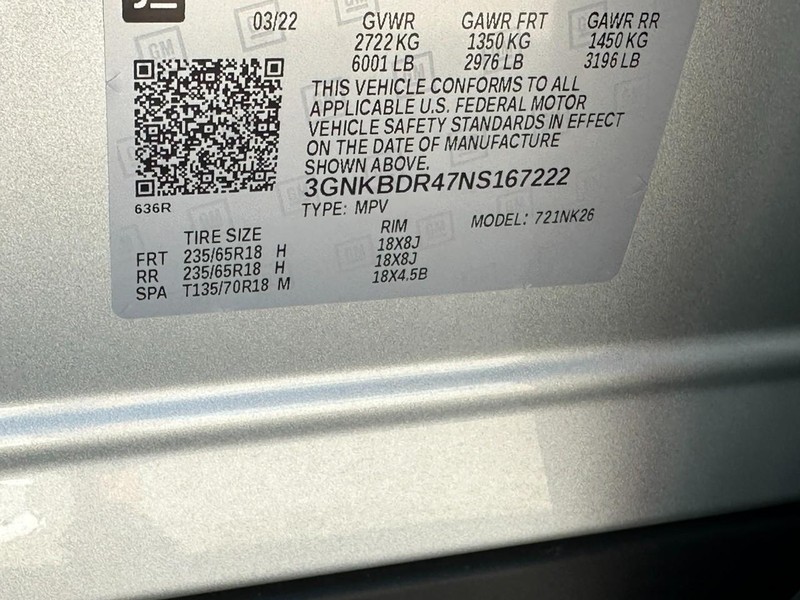 03/22 GVWR GAWR FRT GAWR RR
2722 KG 1350 KG 1450 KG
6001 LB 2976 LB 3196 LB
THIS VEHICLE CONFORMS TO ALL
APPLICABLE U.S. FEDERAL MOTOR
VEHICLE SAFETY STANDARDS IN EFFECT
ON THE DATE OF MANUFACTURE
SHOWN ABOVE.
3GNKBDR47NS167222
636R
TYPE: MPV MODEL: 721NK26
TIRE SIZE RIM
FRT 235/65R18 H 18X8J
RR 235/65R18 H 18X8J
SPA T135/70R18 M 18X4.5B